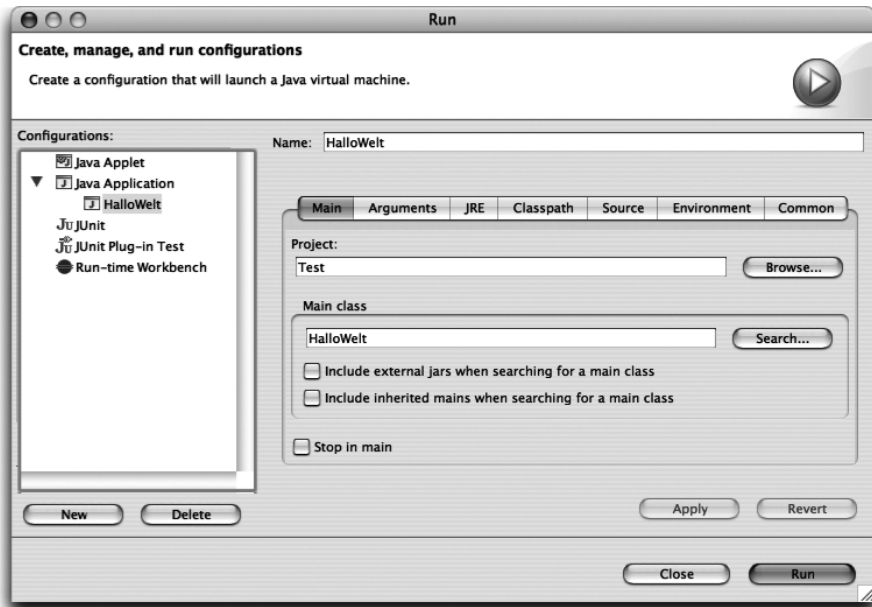 Run
Create, manage, and run configurations
Create a configuration that will launch a Java virtual machine.
Configurations:
Java Applet
Java Application
HalloWelt
JUnit
JUnit Plug-in Test
Run-time Workbench
New Delete
Name: HalloWelt
Main Arguments JRE Classpath Source Environment Common
Project:
Test Browse...
Main class
HalloWelt Search...
Include external jars when searching for a main class
Include inherited mains when searching for a main class
Stop in main
Apply Revert
Close Run